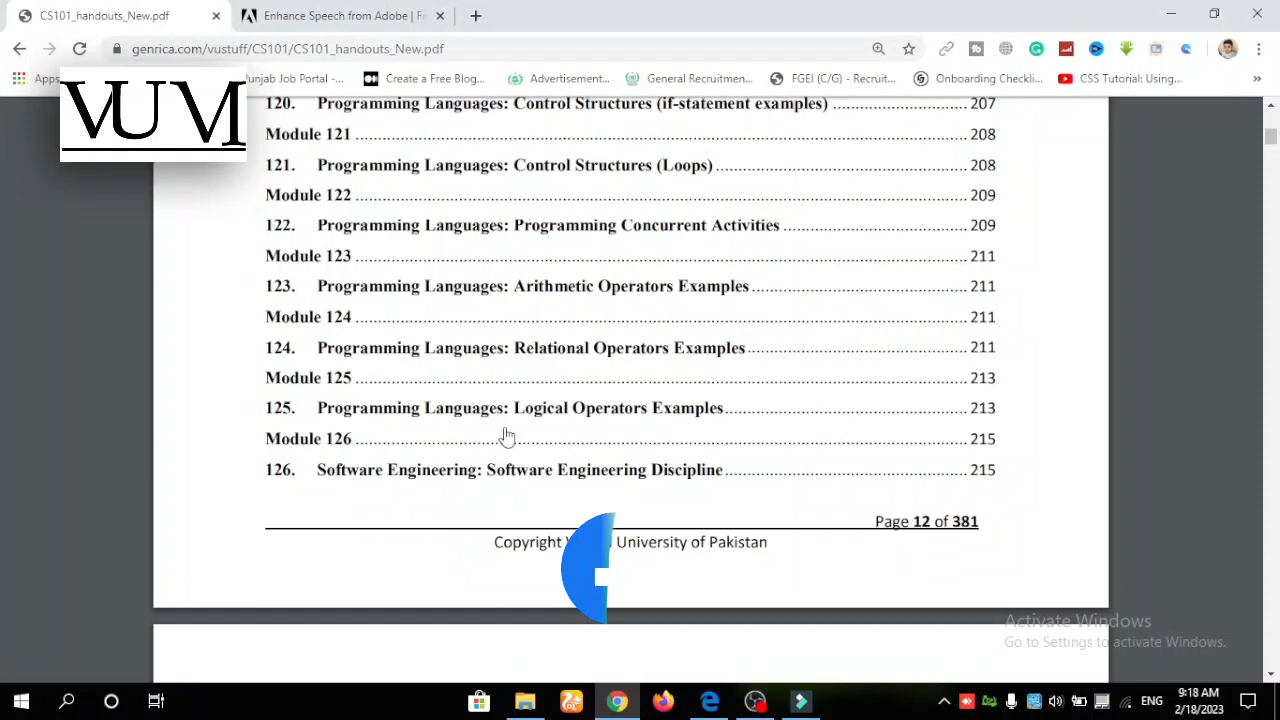 CS101_handouts_New.pdf
Enhance Speech from Adobe | F
genrica.com/vustuff/CS101/CS101_handouts_New.pdf
Apps
unjab Job Portal -...
Create a Free Blog...
Advertisement...
General Recruitmen...
FGEI (C/G) - Recruit...
Onboarding Checkli...
CSS Tutorial: Using...
VUM
120. Programming Languages: Control Structures (if-statement examples) 207
Module 121 208
121. Programming Languages: Control Structures (Loops) 208
Module 122 209
122. Programming Languages: Programming Concurrent Activities 209
Module 123 211
123. Programming Languages: Arithmetic Operators Examples 211
Module 124 211
124. Programming Languages: Relational Operators Examples 211
Module 125 213
125. Programming Languages: Logical Operators Examples 213
Module 126 215
126. Software Engineering: Software Engineering Discipline 215
Page 12 of 381
Copyright University of Pakistan
Activate Windows
Go to Settings to activate Windows.
ENG
9:18 AM
2/18/2023